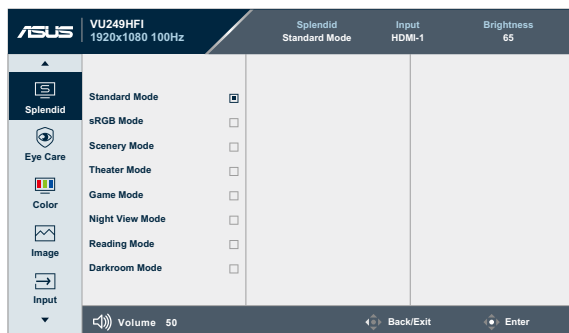 ASUS
VU249HFI
1920x1080 100Hz
Splendid
Standard Mode
Input
HDMI-1
Brightness
65
Splendid
Eye Care
Color
Image
Input
Standard Mode
sRGB Mode
Scenery Mode
Theater Mode
Game Mode
Night View Mode
Reading Mode
Darkroom Mode
Volume 50
Back/Exit
Enter